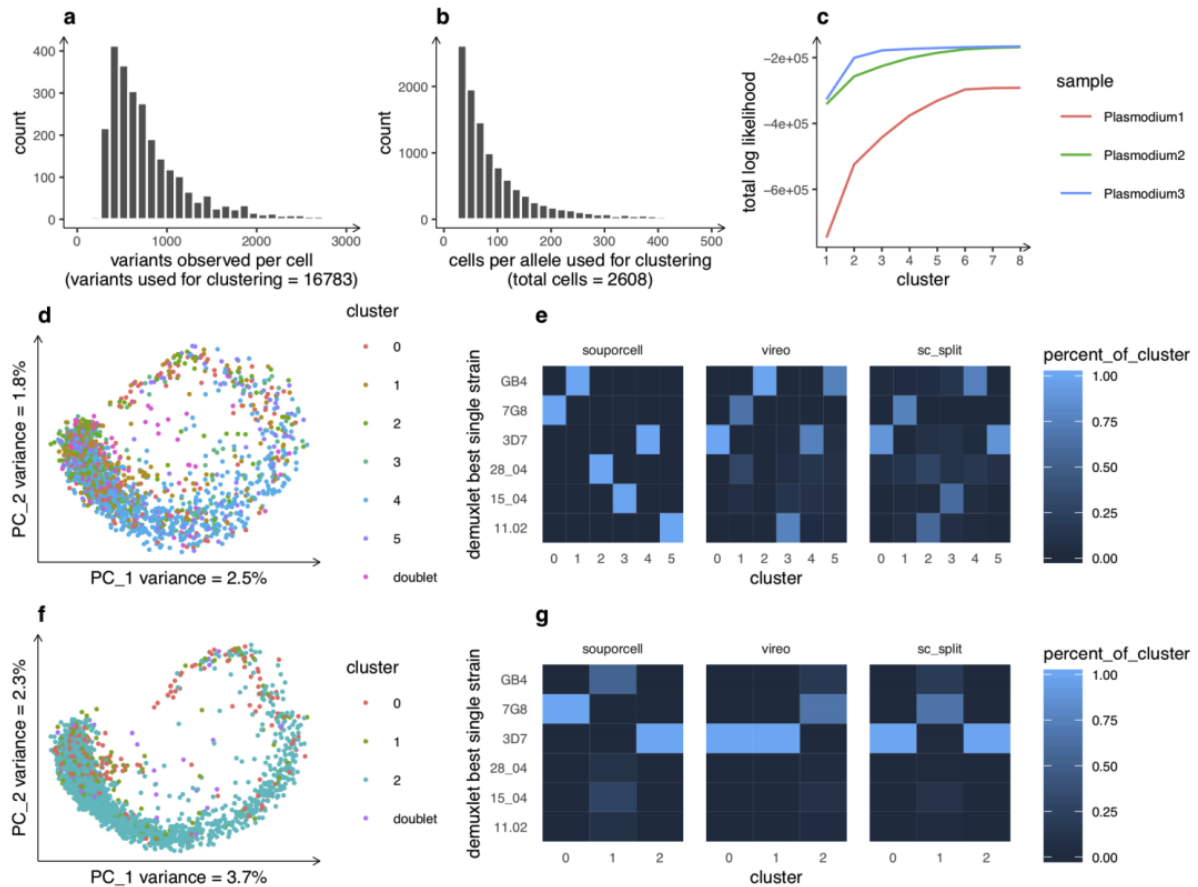 a
400
300
200
100
0
count
0
1000
2000
3000
variants observed per cell
(variants used for clustering = 16783)
b
2000
1000
0
count
0
100
200
300
400
500
cells per allele used for clustering
(total cells = 2608)
c
-2e+05
-4e+05
-6e+05
total log likelihood
1 2 3 4 5 6 7 8
cluster
sample
Plasmodium1
Plasmodium2
Plasmodium3
d
PC_2 variance = 1.8%
PC_1 variance = 2.5%
cluster
0
1
2
3
4
5
doublet
e
souporcell
vireo
sc_split
demuxlet best single strain
GB4
7G8
3D7
28_04
15_04
11.02
0 1 2 3 4 5
0 1 2 3 4 5
0 1 2 3 4 5
cluster
percent_of_cluster
1.00
0.75
0.50
0.25
0.00
f
PC_2 variance = 2.3%
PC_1 variance = 3.7%
cluster
0
1
2
doublet
g
souporcell
vireo
sc_split
demuxlet best single strain
GB4
7G8
3D7
28_04
15_04
11.02
0 1 2
0 1 2
0 1 2
cluster
percent_of_cluster
1.00
0.75
0.50
0.25
0.00